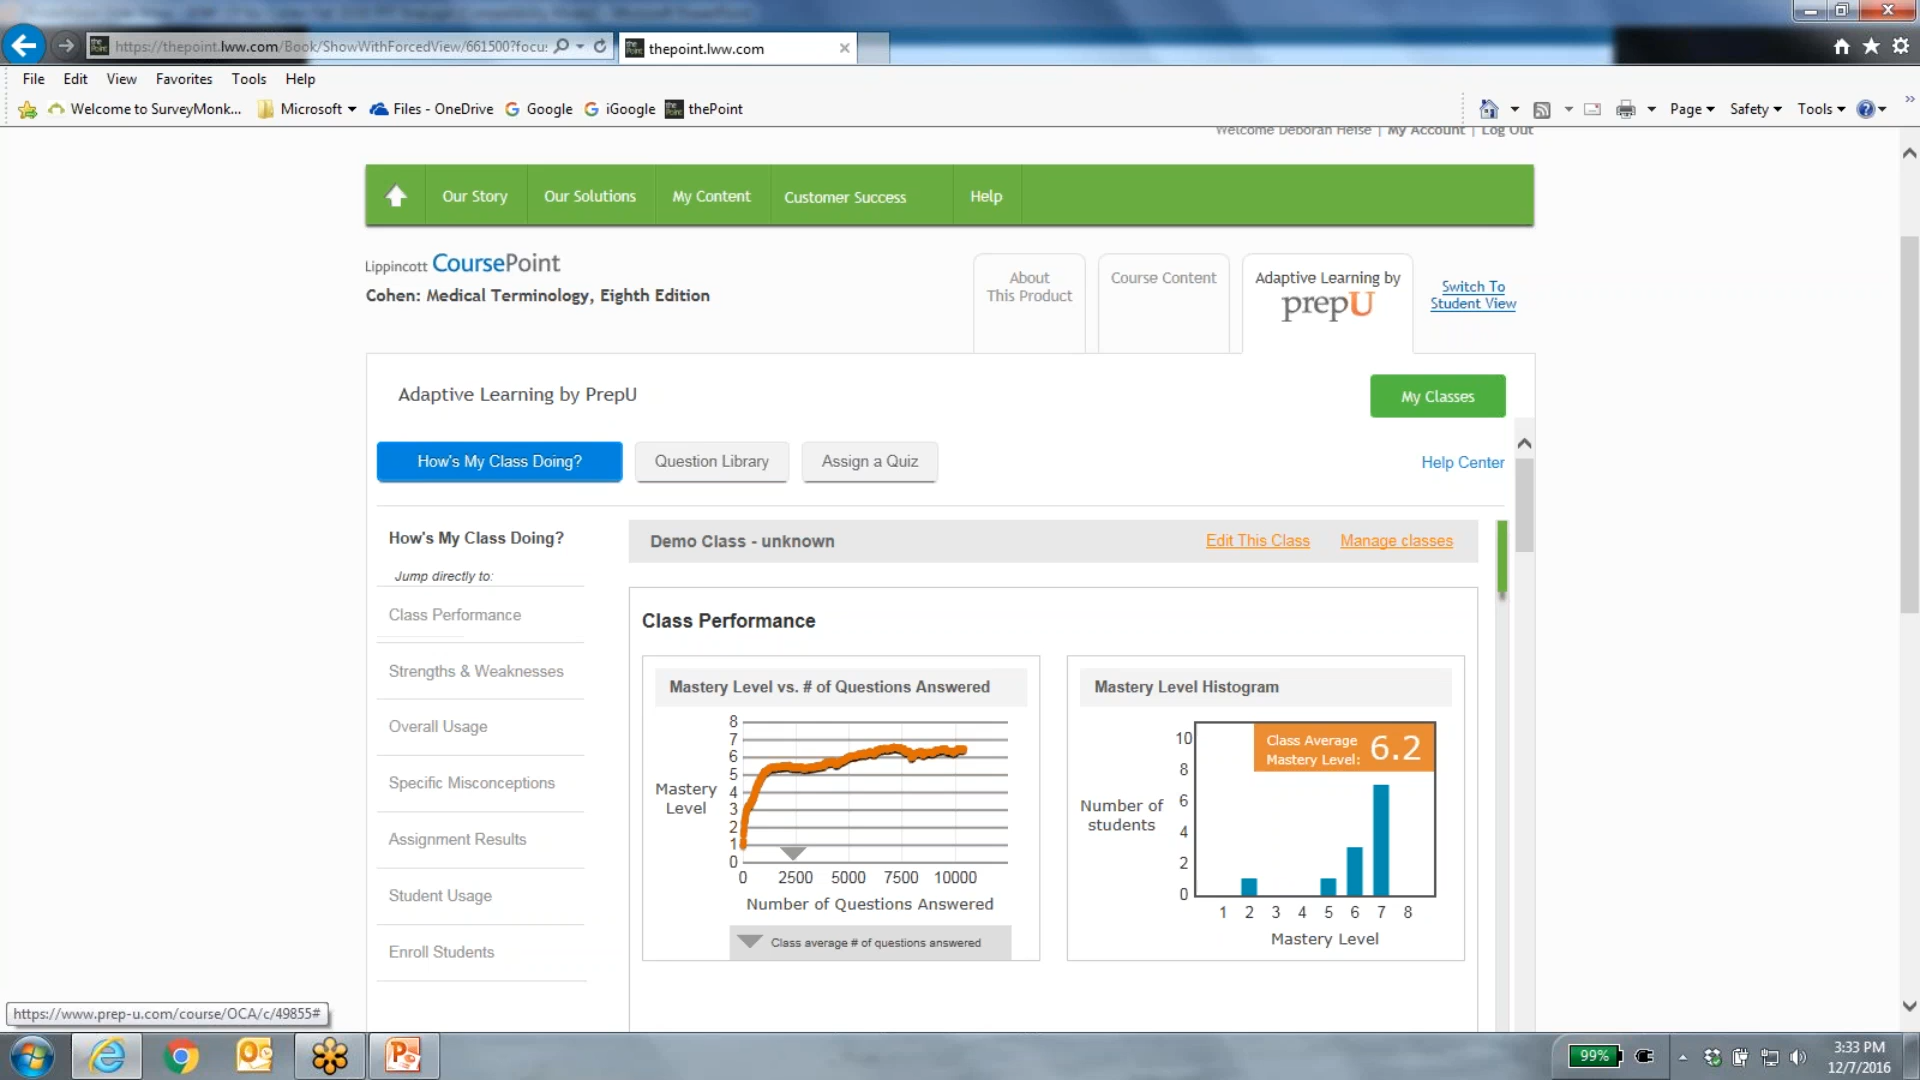 https://thepoint.lww.com/Book/ShowWithForcedView/661500?focu:
thepoint.lww.com
File Edit View Favorites Tools Help
Welcome to SurveyMonk... Microsoft Files - OneDrive Google iGoogle thePoint
Page Safety Tools
Welcome Deborah Heise | My Account | Log Out
Our Story Our Solutions My Content Customer Success Help
Lippincott CoursePoint
Cohen: Medical Terminology, Eighth Edition
About
This Product
Course Content
Adaptive Learning by
prepU
Switch To
Student View
Adaptive Learning by PrepU
My Classes
How's My Class Doing? Question Library Assign a Quiz
Help Center
How's My Class Doing?
Jump directly to:
Class Performance
Strengths & Weaknesses
Overall Usage
Specific Misconceptions
Assignment Results
Student Usage
Enroll Students
Demo Class - unknown
Edit This Class Manage classes
Class Performance
Mastery Level vs. # of Questions Answered
8
7
6
5
4
3
2
1
0
Mastery
Level
0 2500 5000 7500 10000
Number of Questions Answered
Class average # of questions answered
Mastery Level Histogram
Class Average
Mastery Level: 6.2
10
8
6
4
2
0
Number of
students
1 2 3 4 5 6 7 8
Mastery Level
https://www.prep-u.com/course/OCA/c/49855#
99%
3:33 PM
12/7/2016